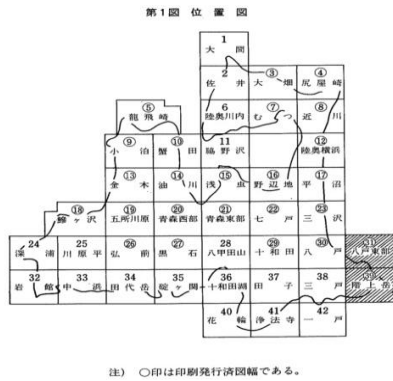 第1図 位置図
1
大間
2 ③ ④
佐井 大畑 尻屋崎
⑤ 6 ⑦ ⑧
龍飛崎 陸奥川内 むつ 近川
⑨ ⑩ 11 ⑫
小泊 蟹田 脇野沢 陸奥横浜
⑬ ⑭ ⑮ ⑯ ⑰
金木 油川 浅虫 野辺地 平沼
⑱ ⑲ ⑳ ㉑ ㉒ ㉓
鰺ヶ沢 五所川原 青森西部 青森東部 七戸 三沢
24 25 ㉖ ㉗ 28 ㉙ ㉚ ㉛
深浦 川原平 弘前 黒石 八甲田山 十和田 八戸 八戸東部
32 33 34 35 36 37 38
岩館 中浜 田代岳 碇ヶ関 十和田湖 田子 三戸 階上岳
40 41 42
花輪 浄法寺 一戸
注) ○印は印刷発行済図幅である。